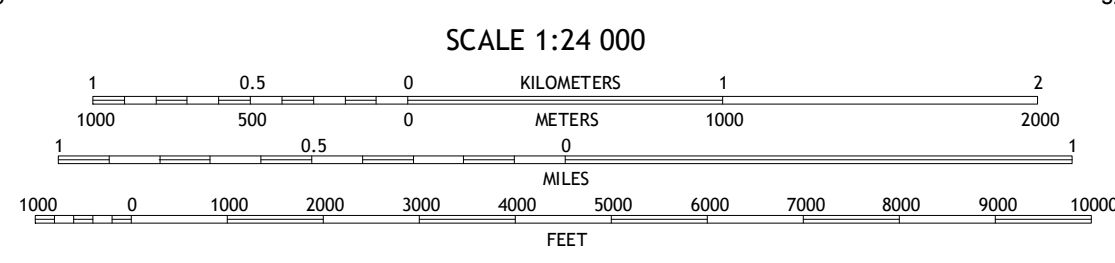 SCALE 1:24 000
1 0.5 0 KILOMETERS 1 2
1000 500 0 METERS 1000 2000
1 0.5 0 1
MILES
1000 0 1000 2000 3000 4000 5000 6000 7000 8000 9000 10000
FEET